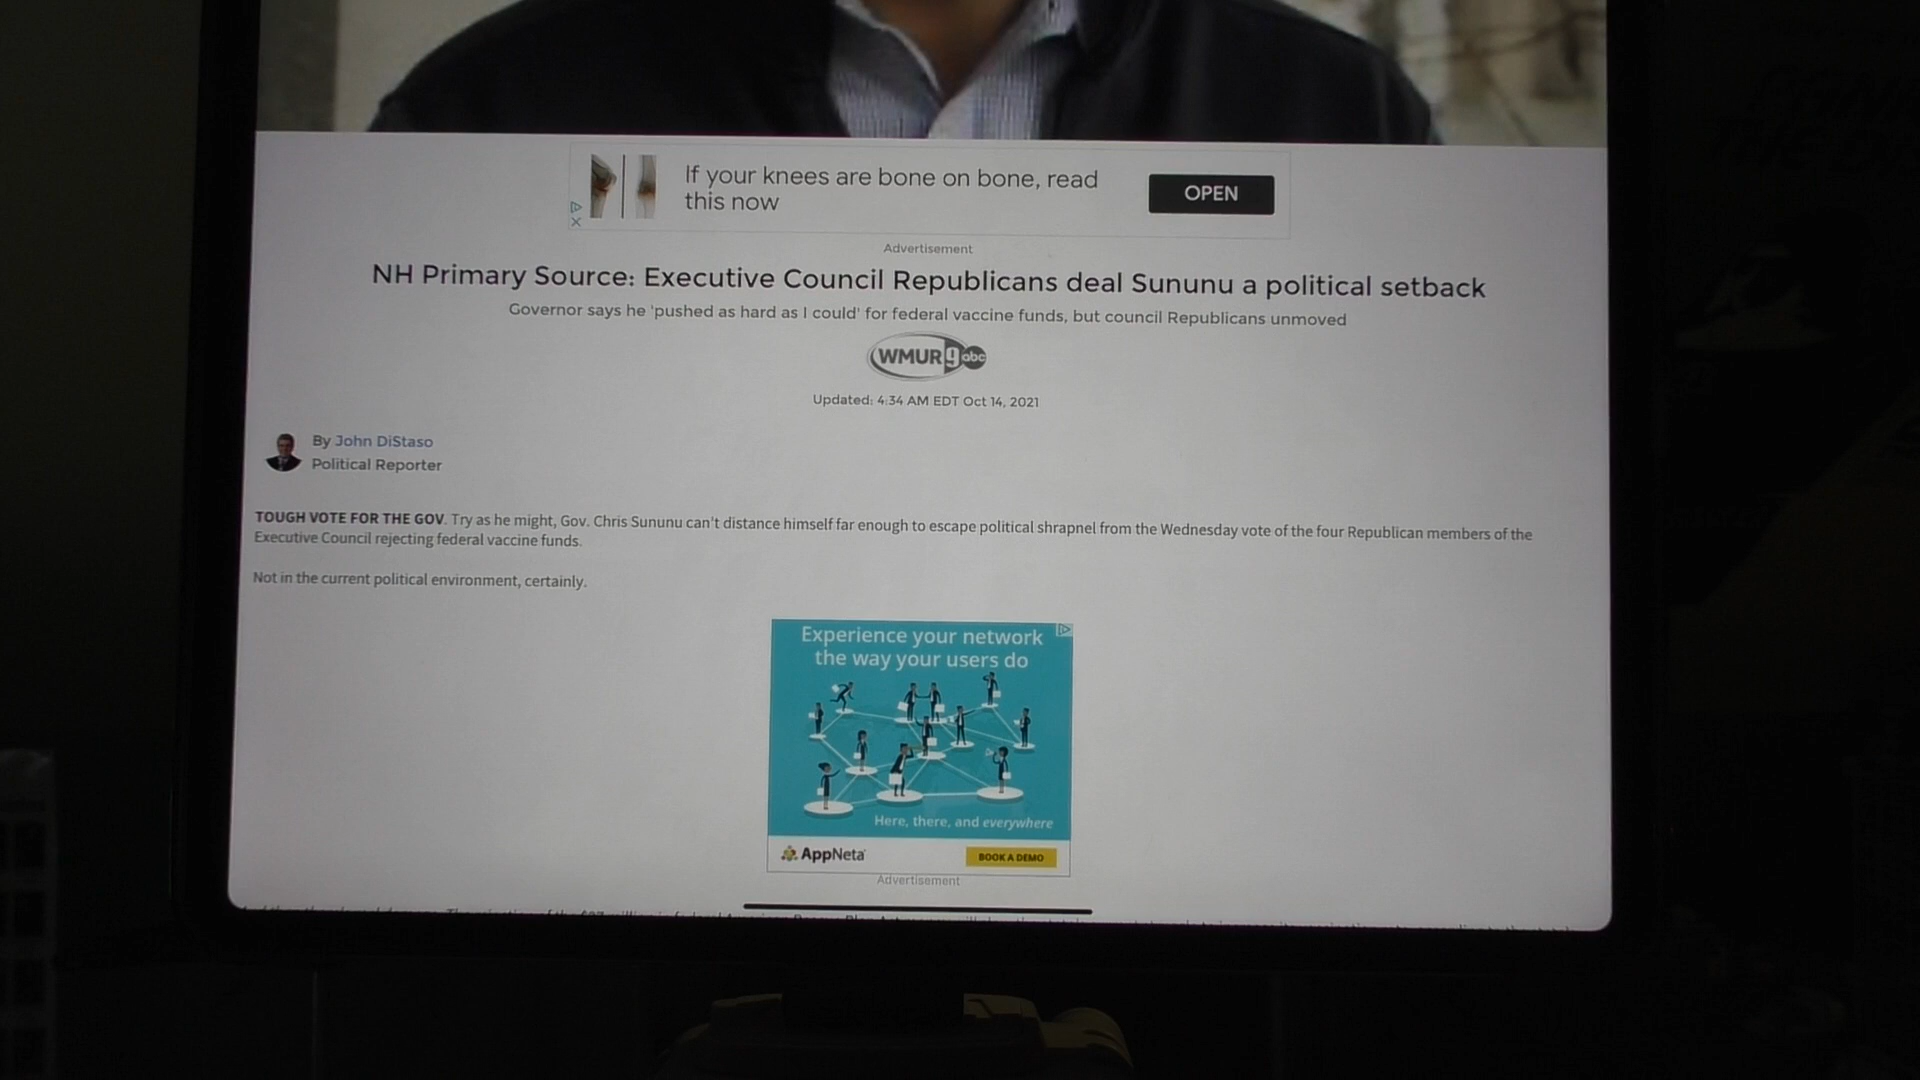 If your knees are bone on bone, read
this now
OPEN
Advertisement
NH Primary Source: Executive Council Republicans deal Sununu a political setback
Governor says he 'pushed as hard as I could' for federal vaccine funds, but council Republicans unmoved
WMUR 9 abc
Updated: 4:34 AM EDT Oct 14, 2021
By John DiStaso
Political Reporter
TOUGH VOTE FOR THE GOV. Try as he might, Gov. Chris Sununu can't distance himself far enough to escape political shrapnel from the Wednesday vote of the four Republican members of the
Executive Council rejecting federal vaccine funds.
Not in the current political environment, certainly.
Experience your network
the way your users do
Here, there, and everywhere
AppNeta
BOOK A DEMO
Advertisement